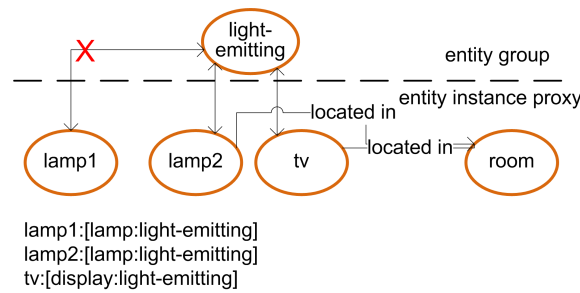 light-
emitting
entity group
entity instance proxy
located in
lamp1
lamp2
tv
located in
room
lamp1:[lamp:light-emitting]
lamp2:[lamp:light-emitting]
tv:[display:light-emitting]